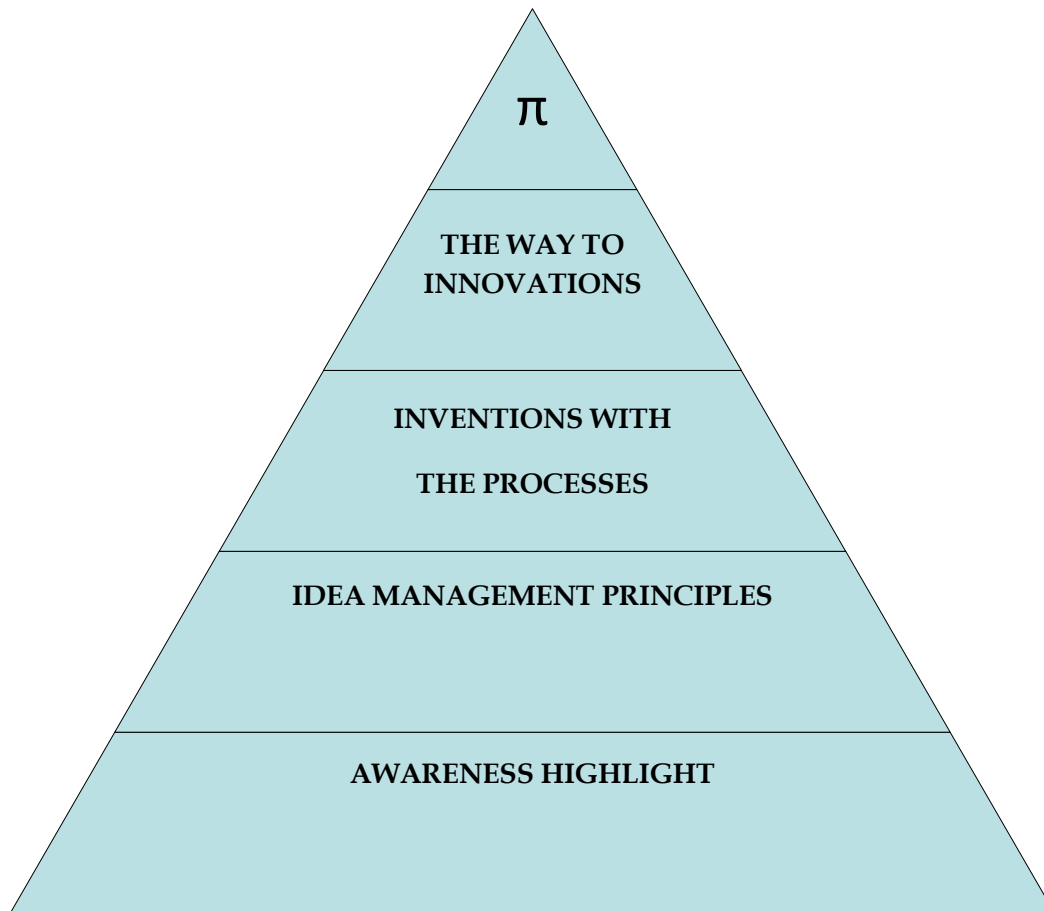 π
THE WAY TO
INNOVATIONS
INVENTIONS WITH
THE PROCESSES
IDEA MANAGEMENT PRINCIPLES
AWARENESS HIGHLIGHT